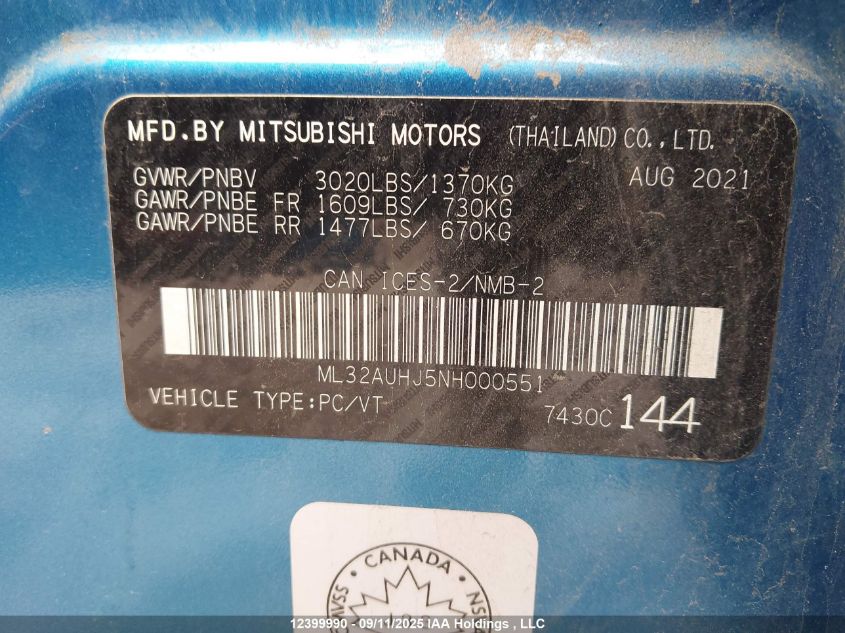 MFD.BY MITSUBISHI MOTORS (THAILAND) CO., LTD.
GVWR/PNBV 3020LBS/1370KG AUG 2021
GAWR/PNBE FR 1609LBS/ 730KG
GAWR/PNBE RR 1477LBS/ 670KG
CAN ICES-2/NMB-2
ML32AUHJ5NH000551
VEHICLE TYPE:PC/VT 7430C 144
CANADA
12399990 - 09/11/2025 IAA Holdings , LLC